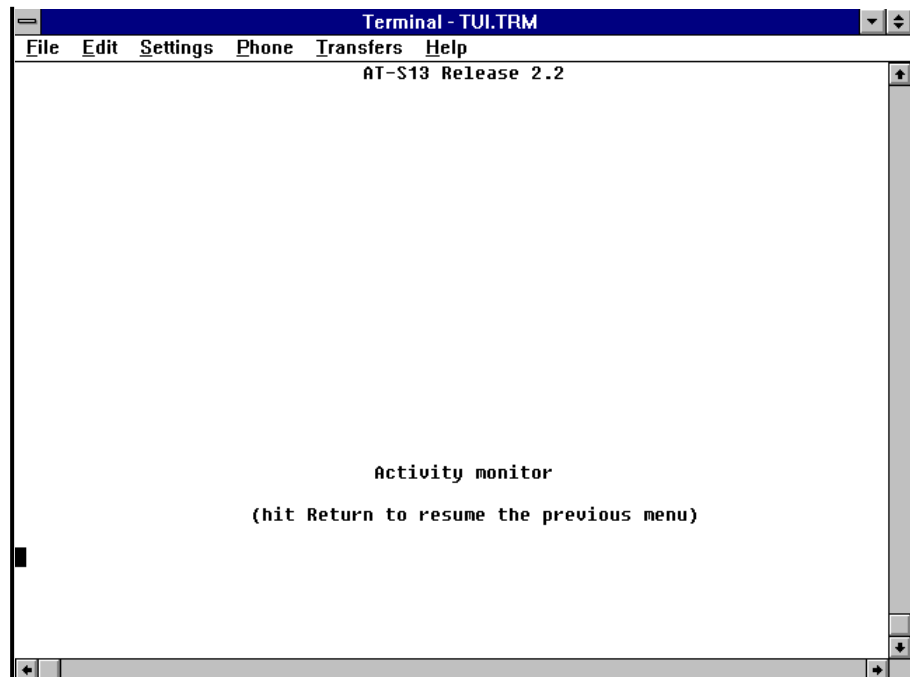 Terminal - TUI.TRM
File Edit Settings Phone Transfers Help
AT-S13 Release 2.2
Activity monitor
(hit Return to resume the previous menu)